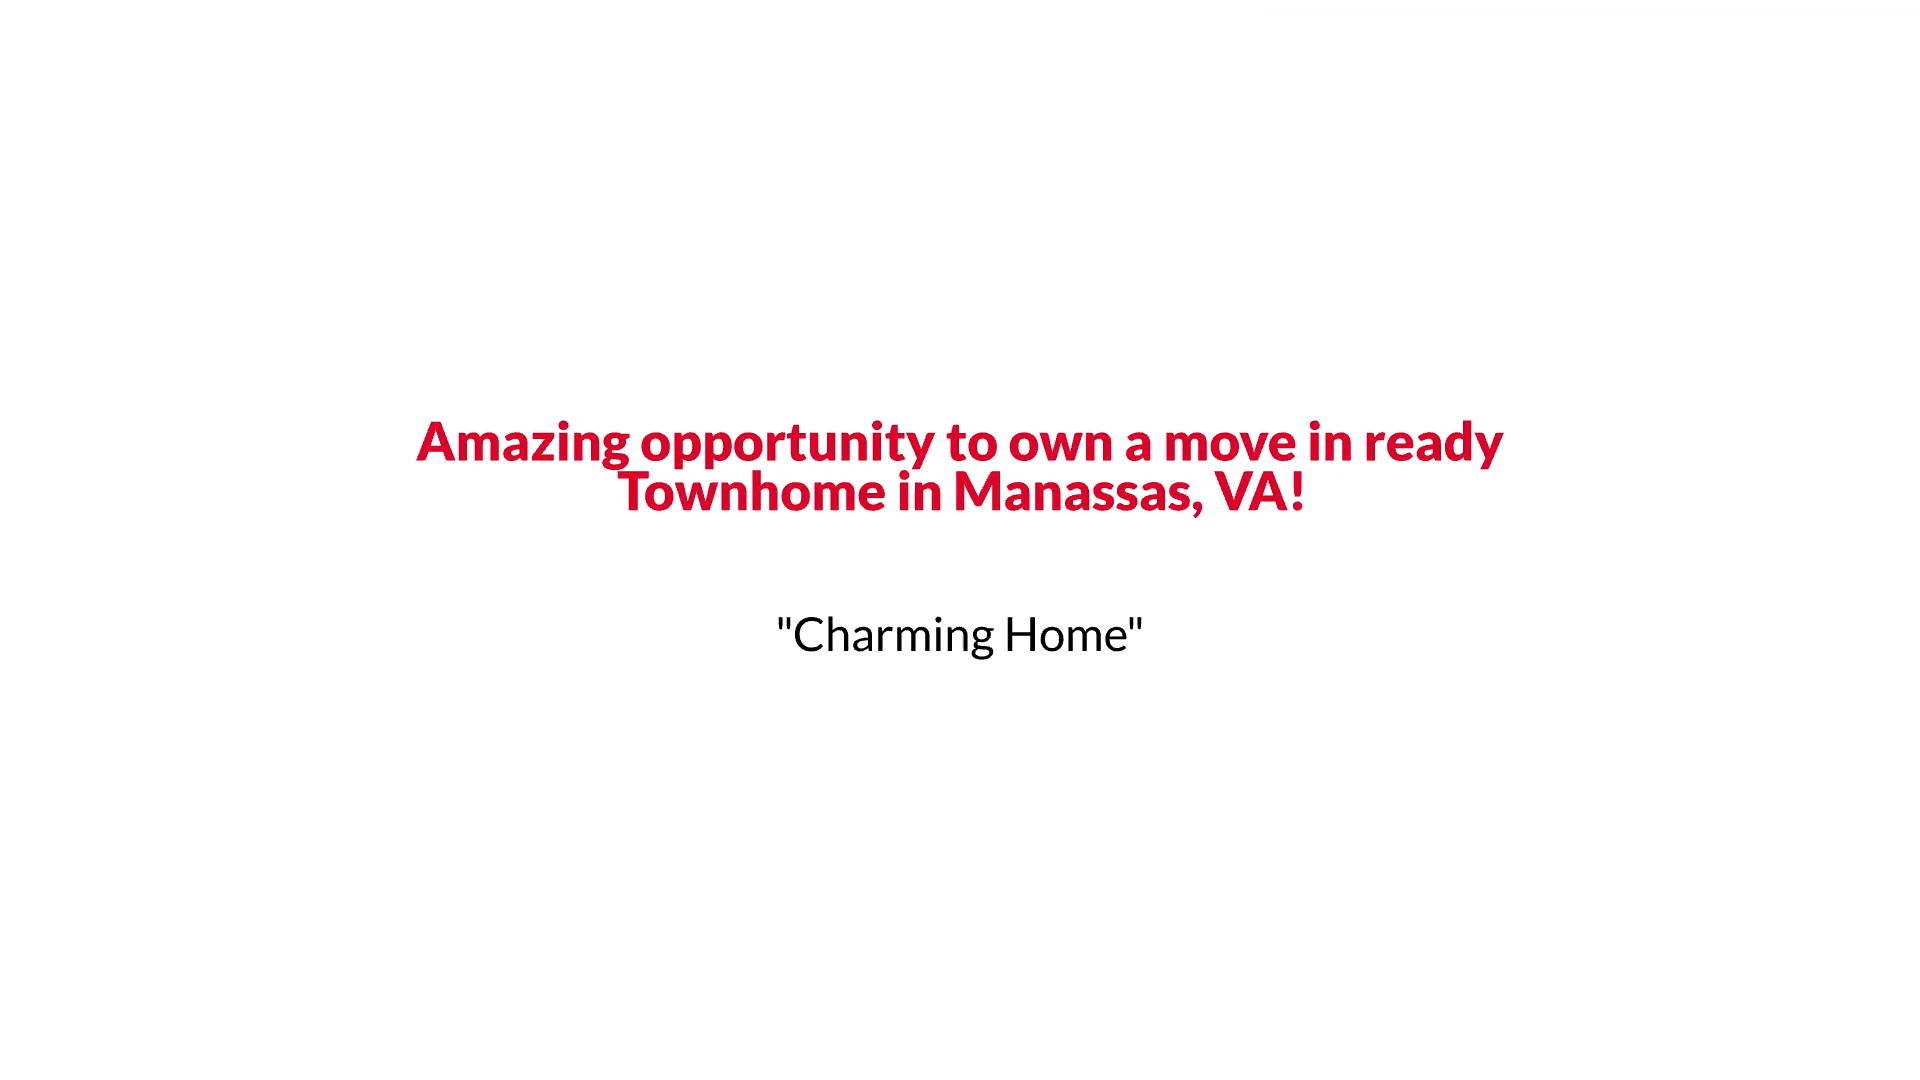 Amazing opportunity to own a move in ready
Townhome in Manassas, VA!
"Charming Home"